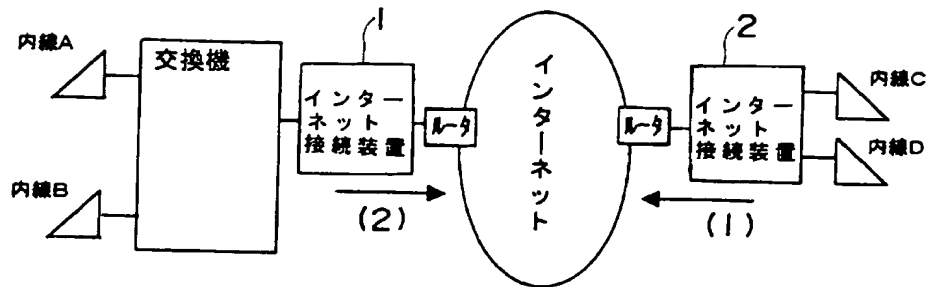 内線A
交換機
内線B
1
インター
ネット
接続装置
ルータ
(2)
インターネット
ルータ
(1)
2
インター
ネット
接続装置
内線C
内線D